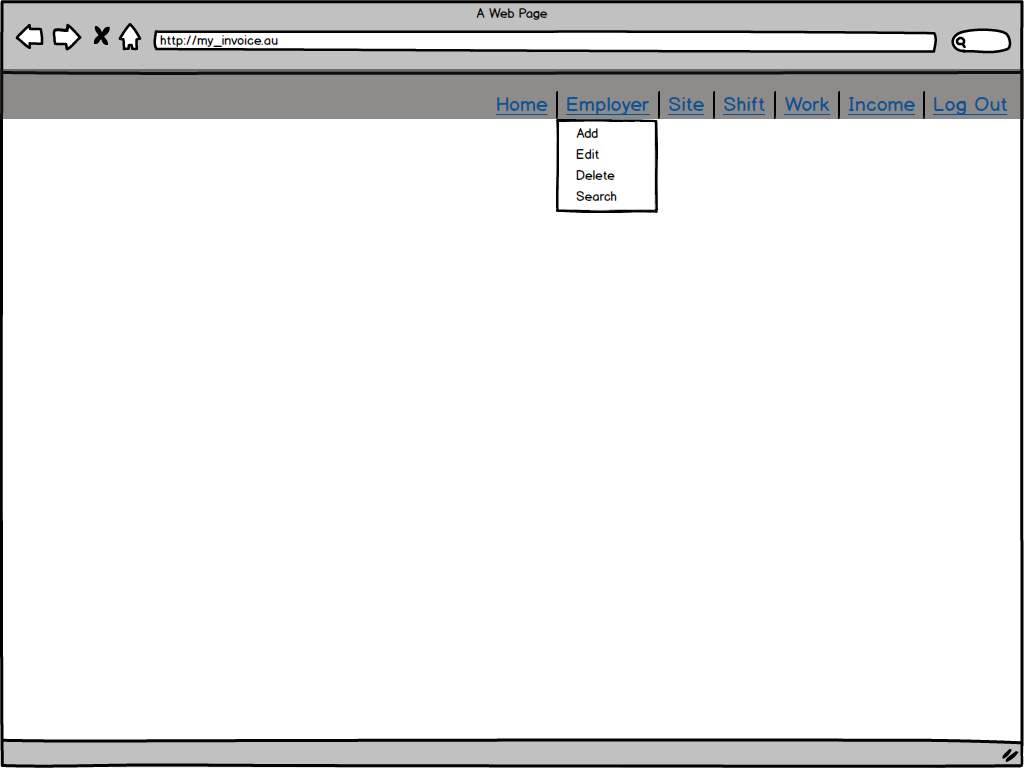 A Web Page
http://my_invoice.au
Home Employer Site Shift Work Income Log Out
Add
Edit
Delete
Search